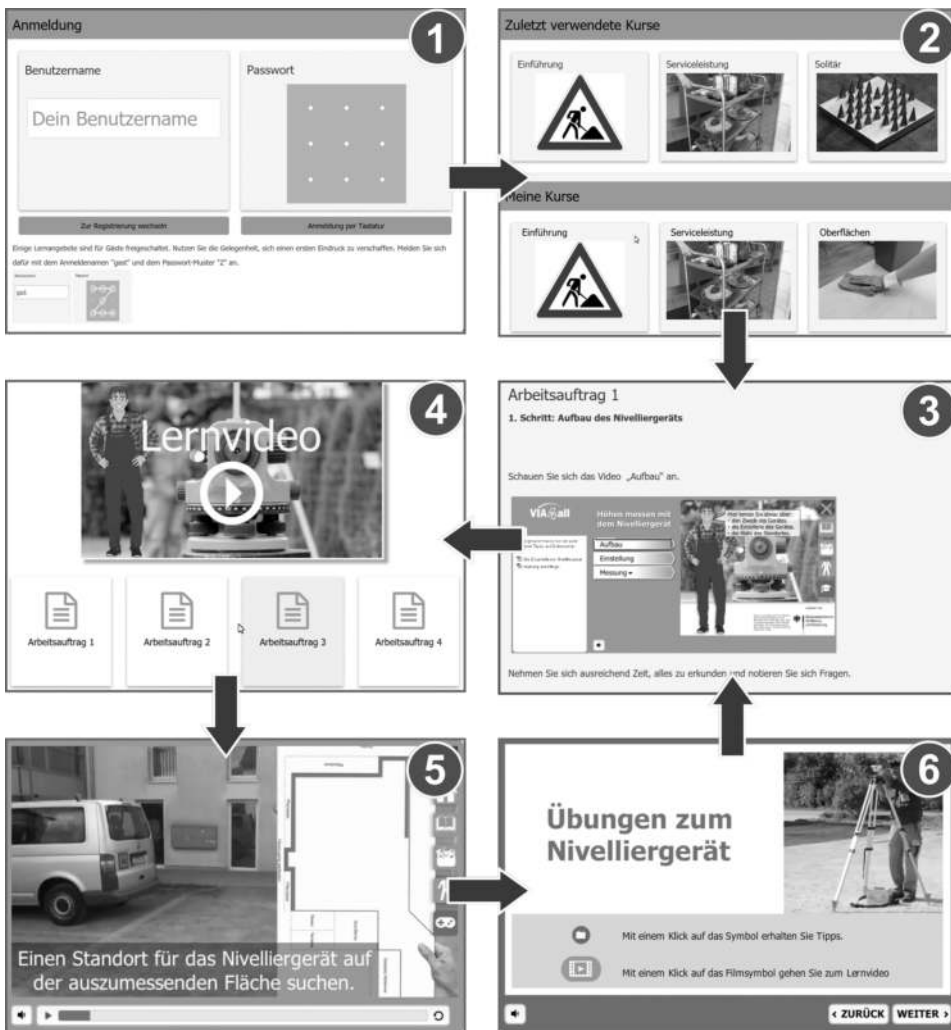 Anmeldung
1
Benutzername
Passwort
Dein Benutzername
Zur Registrierung wechseln
Anmeldung per Tastatur
Einige Lernangebote sind für Gäste freigeschaltet. Nutzen Sie die Gelegenheit, sich einen ersten Eindruck zu verschaffen. Melden Sie sich
dafür mit dem Anmeldenamen "gast" und dem Passwort-Muster "Z" an.
gast
Zuletzt verwendete Kurse
2
Einführung
Serviceleistung
Solitär
Meine Kurse
Einführung
Serviceleistung
Oberflächen
Arbeitsauftrag 1
3
1. Schritt: Aufbau des Nivelliergeräts
Schauen Sie sich das Video „Aufbau" an.
VIA4all
Höhen messen mit
dem Nivelliergerät
Aufbau
Einstellung
Messung
Nehmen Sie sich ausreichend Zeit, alles zu erkunden und notieren Sie sich Fragen.
4
Lernvideo
Arbeitsauftrag 1
Arbeitsauftrag 2
Arbeitsauftrag 3
Arbeitsauftrag 4
5
Einen Standort für das Nivelliergerät auf
der auszumessenden Fläche suchen.
6
Übungen zum
Nivelliergerät
Mit einem Klick auf das Symbol erhalten Sie Tipps.
Mit einem Klick auf das Filmsymbol gehen Sie zum Lernvideo
‹ ZURÜCK
WEITER ›